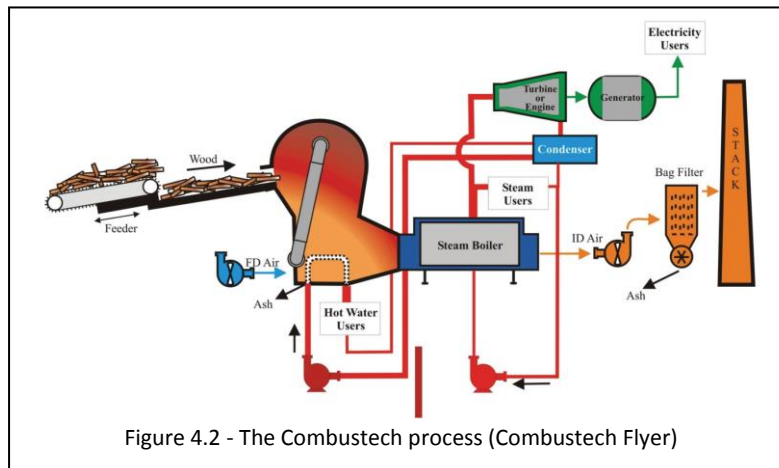 Electricity
Users
Turbine
or
Engine
Generator
Condenser
STACK
Wood
Bag Filter
Steam
Users
Feeder
Steam Boiler
ID Air
FD Air
Ash
Hot Water
Users
Ash
Figure 4.2 - The Combustech process (Combustech Flyer)